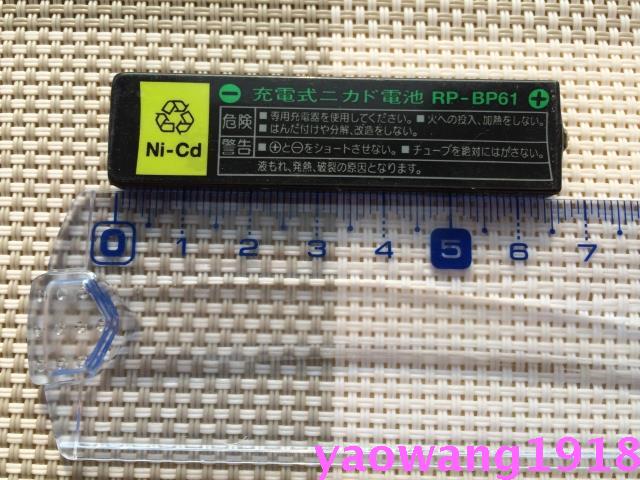 Ni-Cd
⊖ 充電式ニカド電池 RP-BP61 ⊕
危険
■専用充電器を使用してください。■火への投入、加熱をしない。
■はんだ付けや分解、改造をしない。
警告
■⊕と⊖をショートさせない。■チューブを絶対にはがさない。
液もれ、発熱、破裂の原因となります。
0 1 2 3 4 5 6 7
yaowang1918